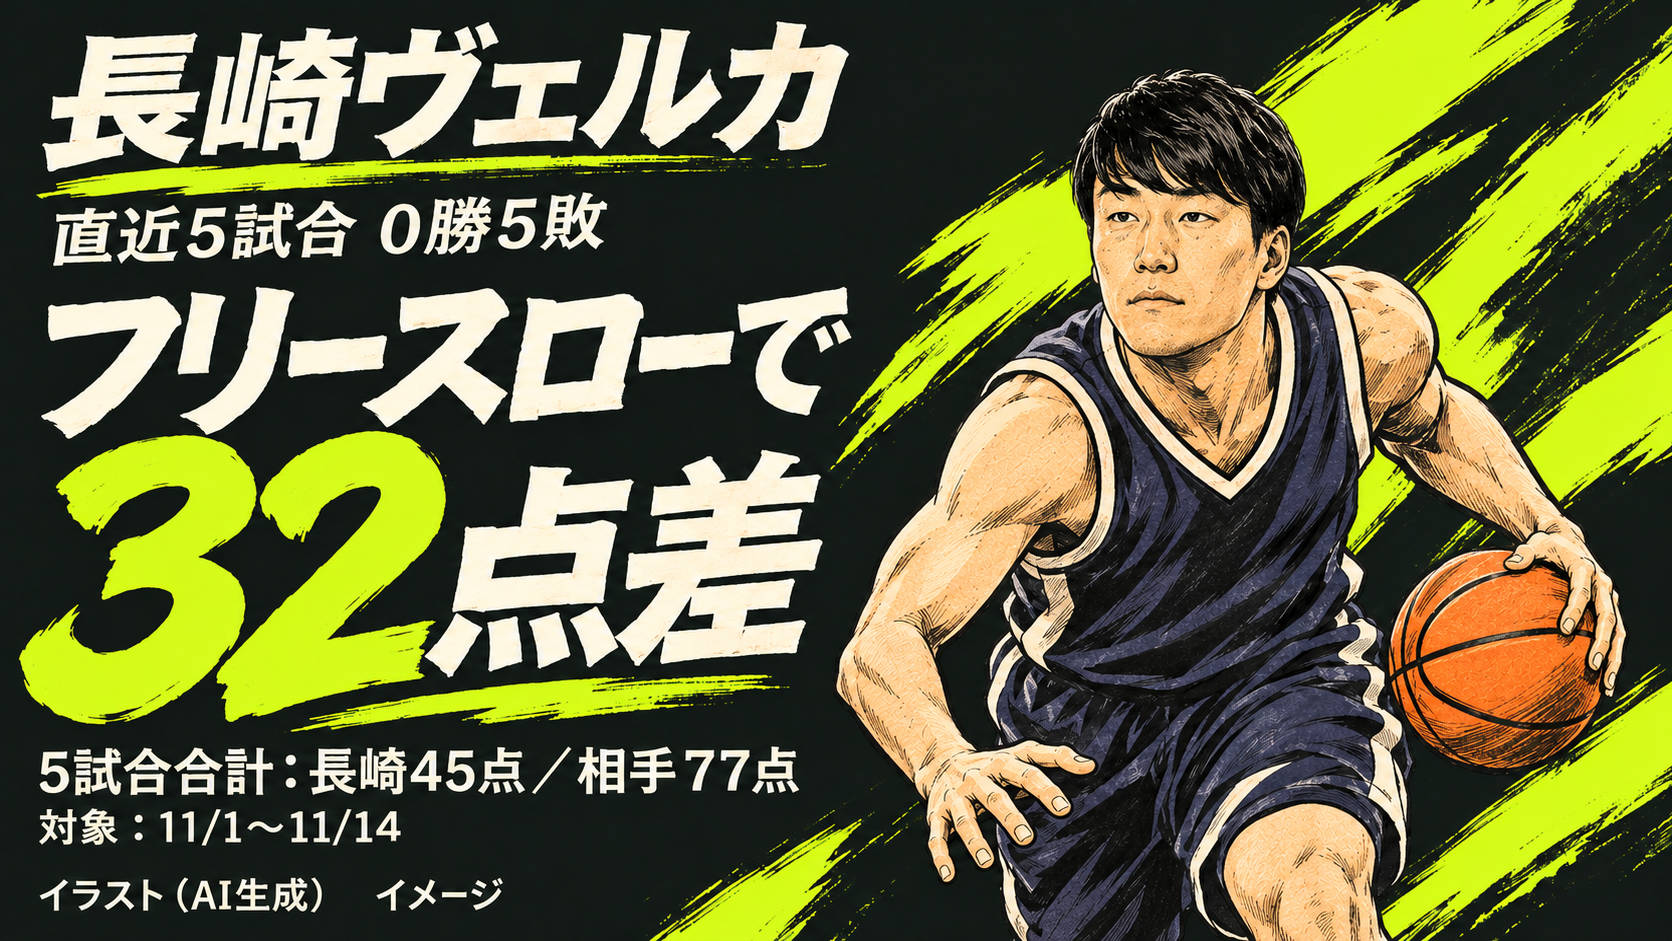 長崎ヴェルカ
直近5試合 0勝5敗
フリースローで
32点差
5試合合計：長崎45点／相手77点
対象：11/1～11/14
イラスト（AI生成） イメージ